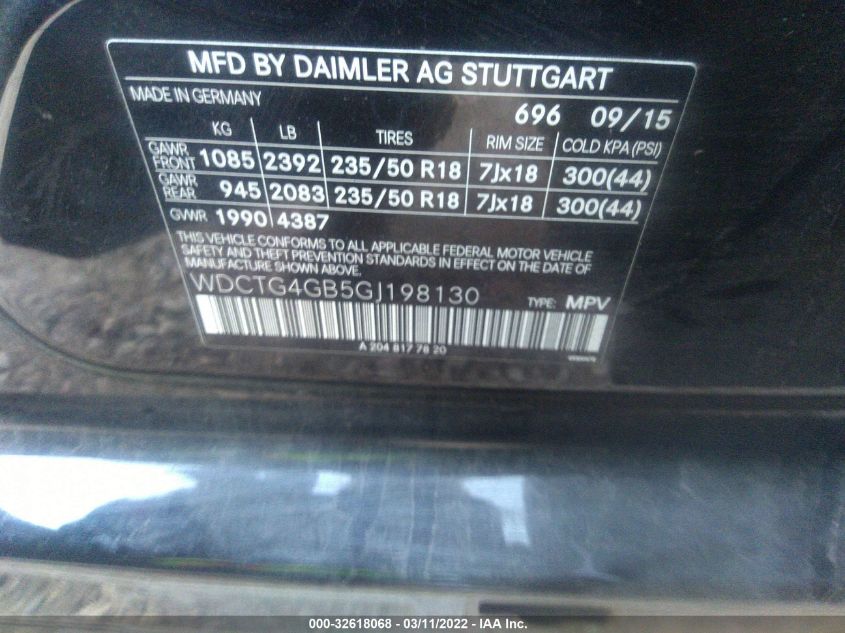 MFD BY DAIMLER AG STUTTGART
MADE IN GERMANY 696 09/15
KG LB TIRES RIM SIZE COLD KPA (PSI)
GAWR FRONT 1085 2392 235/50 R18 7Jx18 300(44)
GAWR REAR 945 2083 235/50 R18 7Jx18 300(44)
GVWR 1990 4387
THIS VEHICLE CONFORMS TO ALL APPLICABLE FEDERAL MOTOR VEHICLE
SAFETY AND THEFT PREVENTION STANDARDS IN EFFECT ON THE DATE OF
MANUFACTURE SHOWN ABOVE.
WDCTG4GB5GJ198130 TYPE: MPV
A 204 817 78 20
000-32618068 - 03/11/2022 - IAA Inc.